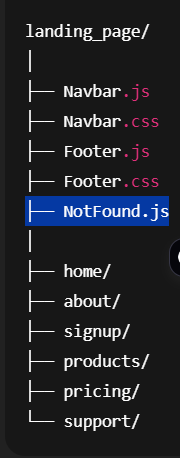 landing_page/
│
├── Navbar.js
├── Navbar.css
├── Footer.js
├── Footer.css
├── NotFound.js
│
├── home/
├── about/
├── signup/
├── products/
├── pricing/
└── support/